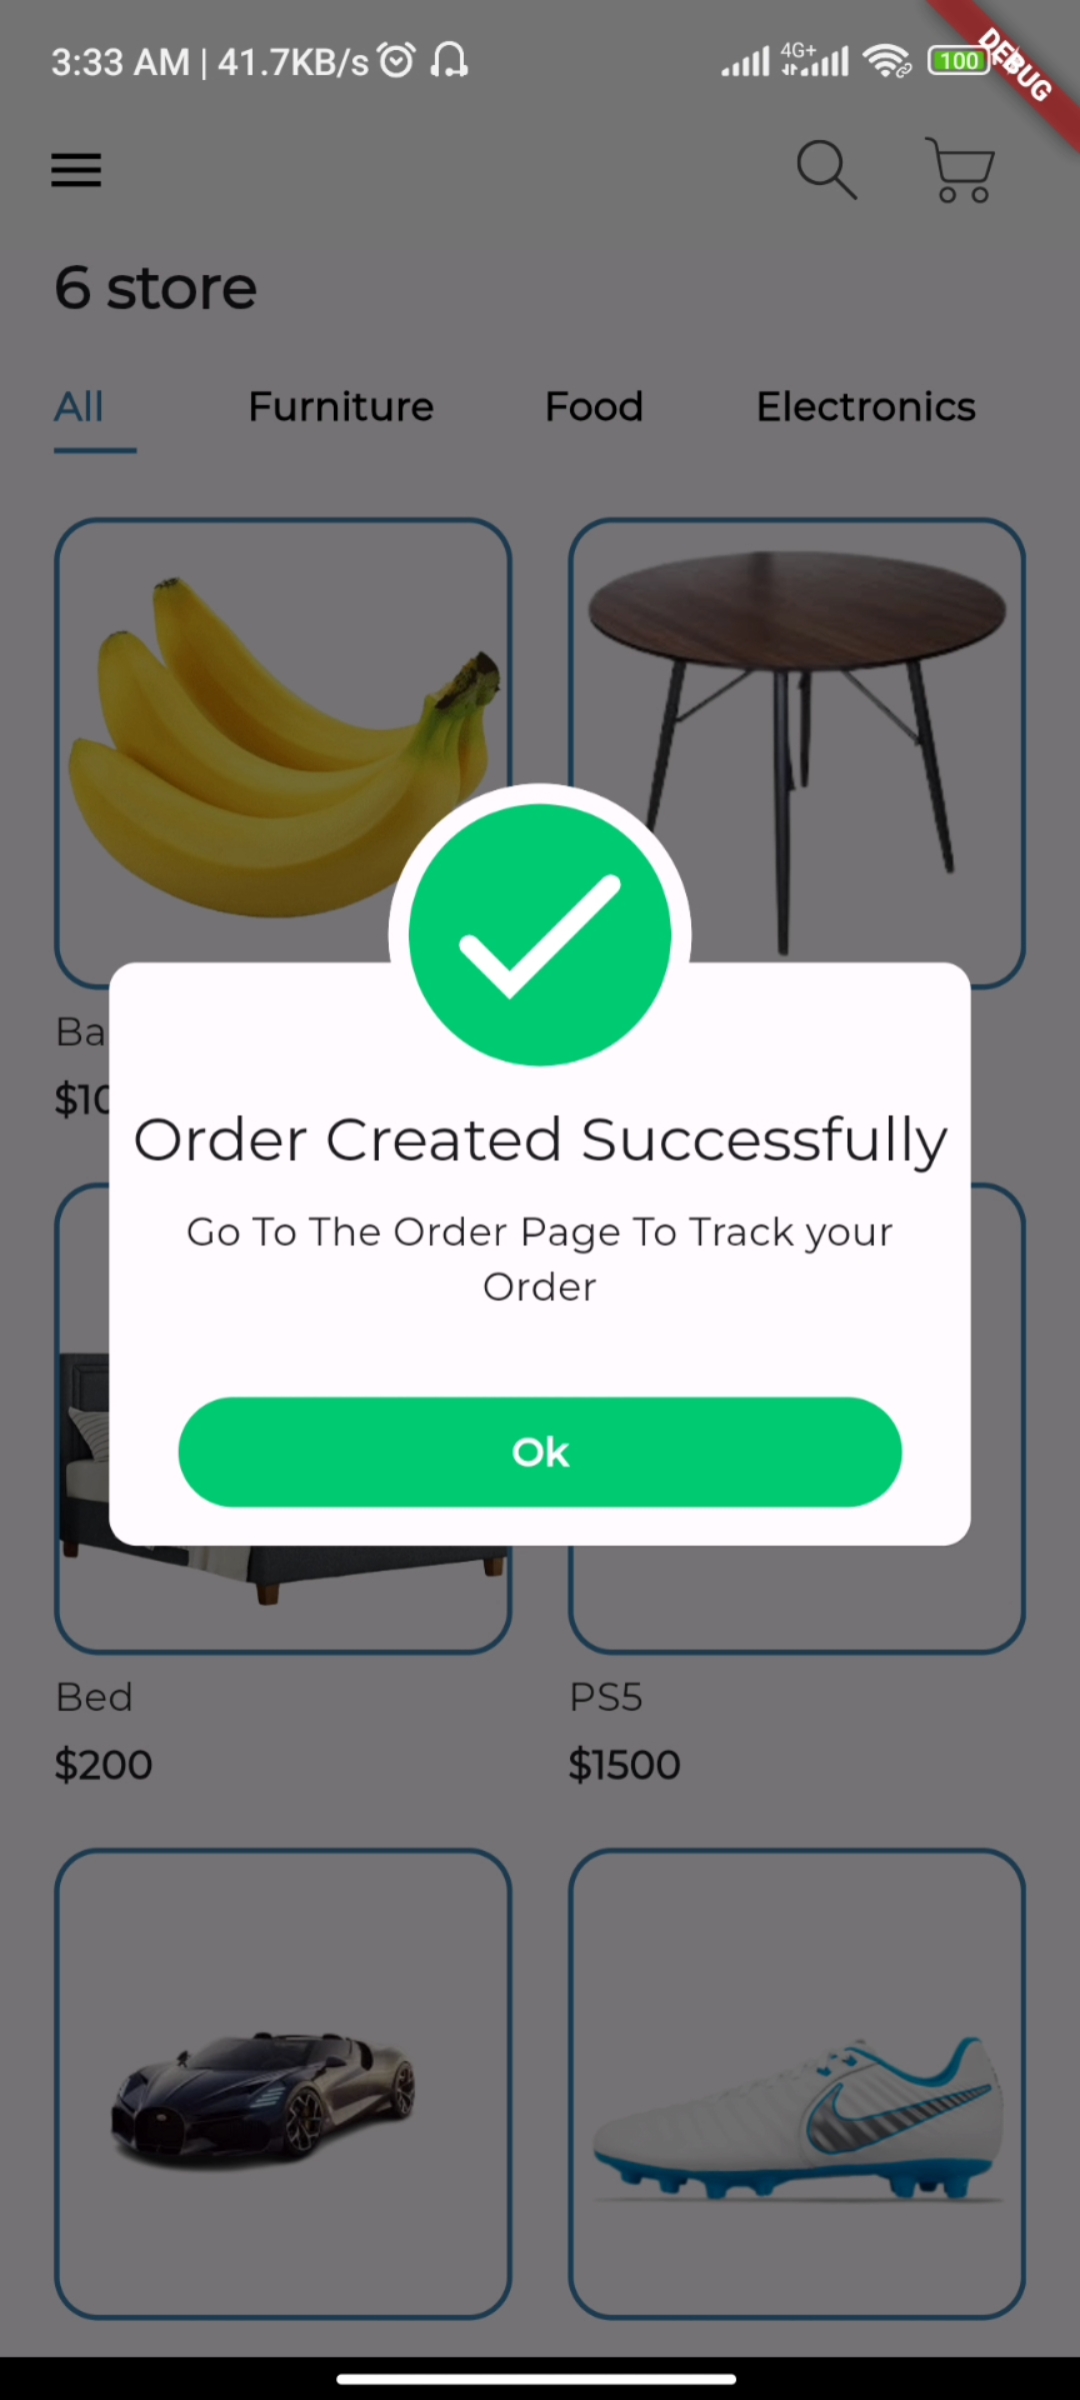 3:33 AM | 41.7KB/s
4G+
100
DEBUG
6 store
All Furniture Food Electronics
Ba
$10
Order Created Successfully
Go To The Order Page To Track your
Order
Ok
Bed PS5
$200 $1500